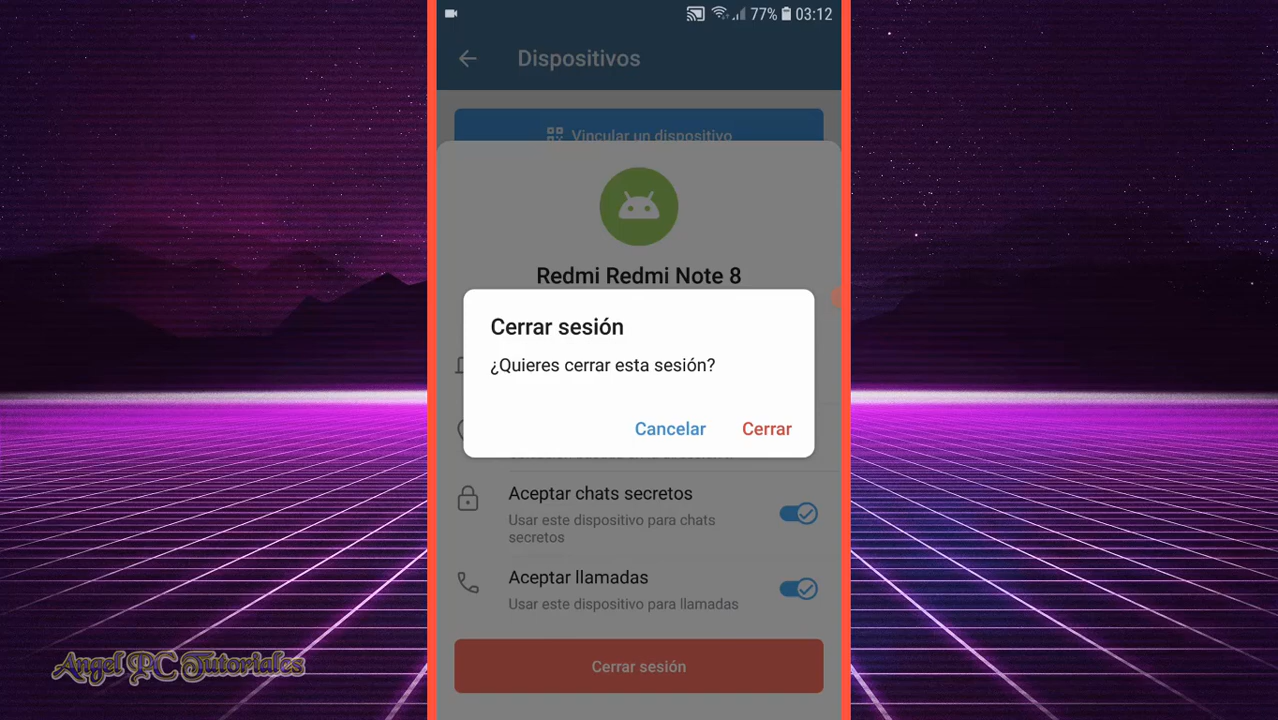 77% 03:12
Dispositivos
Vincular un dispositivo
Redmi Redmi Note 8
Cerrar sesión
¿Quieres cerrar esta sesión?
Cancelar Cerrar
Aceptar chats secretos
Usar este dispositivo para chats
secretos
Aceptar llamadas
Usar este dispositivo para llamadas
Cerrar sesión
Angel PC Tutoriales